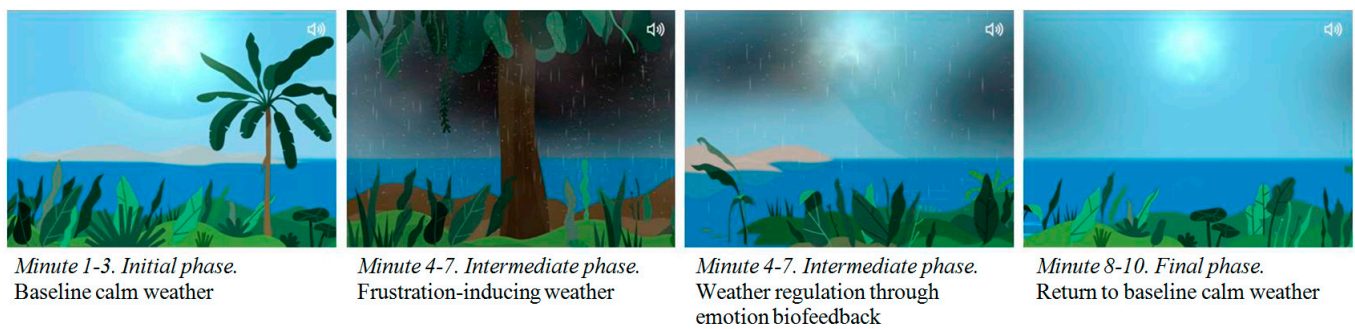 Minute 1-3. Initial phase.
Baseline calm weather
Minute 4-7. Intermediate phase.
Frustration-inducing weather
Minute 4-7. Intermediate phase.
Weather regulation through
emotion biofeedback
Minute 8-10. Final phase.
Return to baseline calm weather